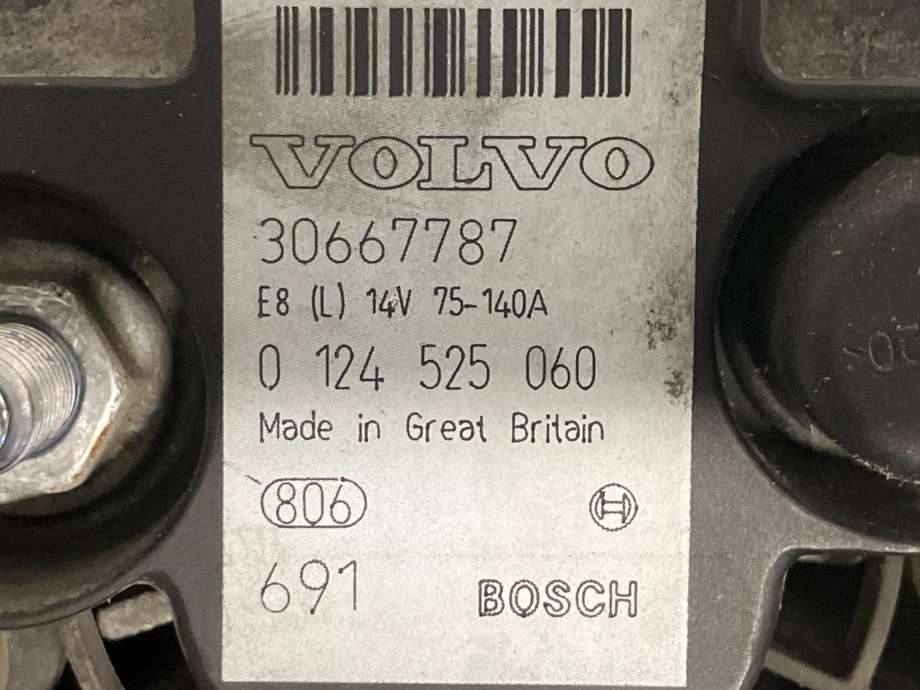 VOLVO
30667787
E8 (L) 14V 75-140A
0 124 525 060
Made in Great Britain
806
691 BOSCH